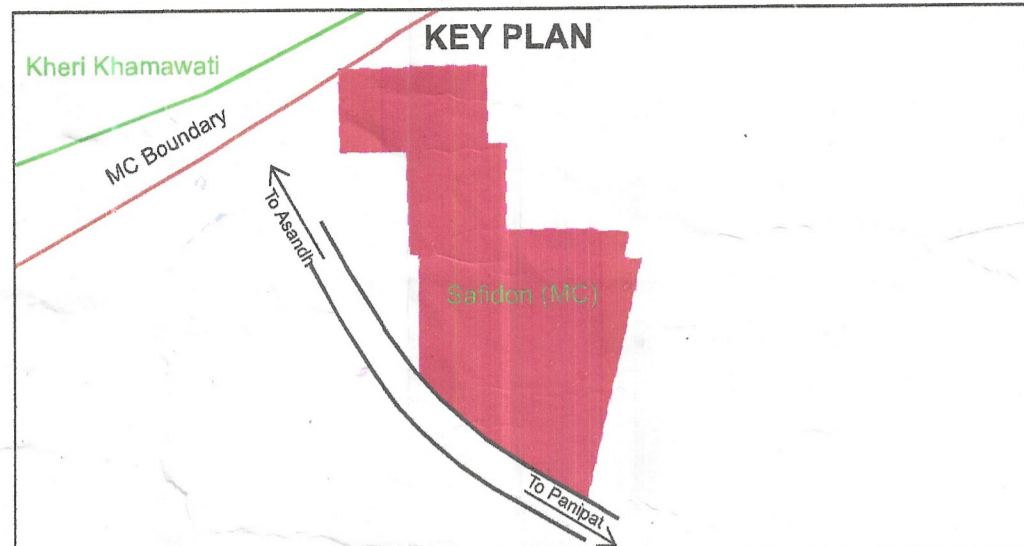 KEY PLAN
Kheri Khamawati
MC Boundary
To Asandh
Safidon (MC)
To Panipat